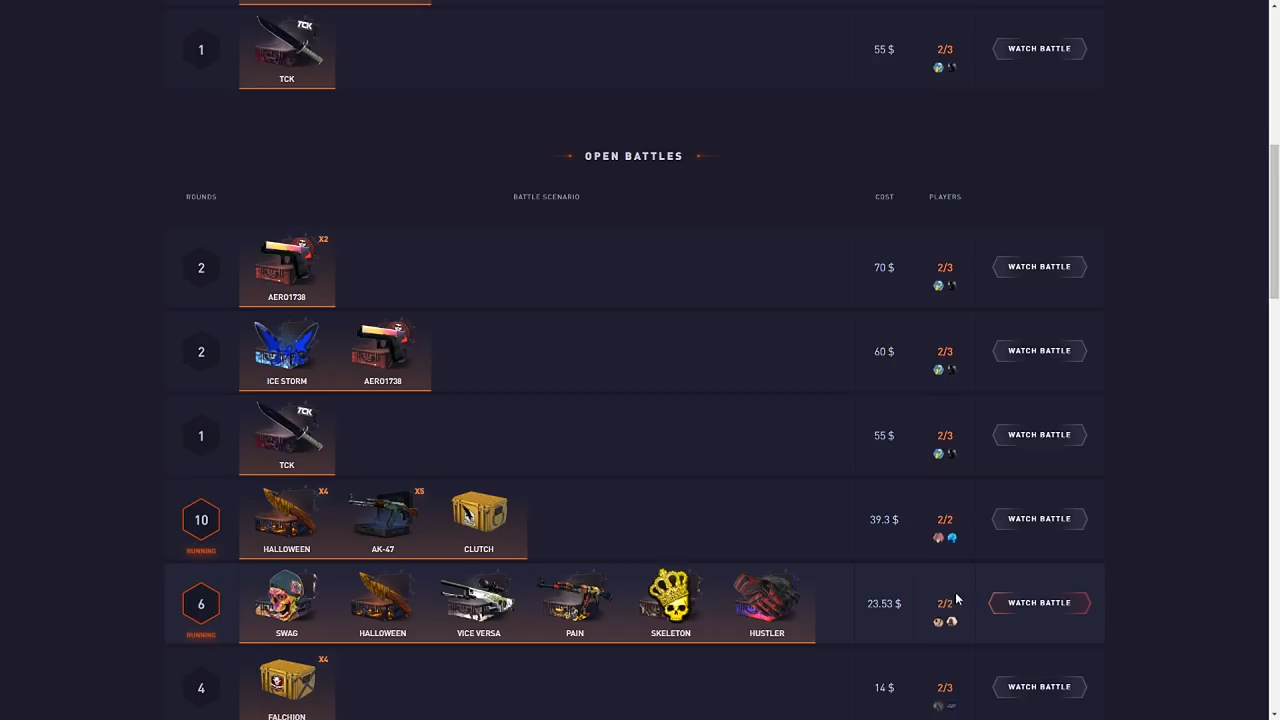 1
TCK
TCK
55 $
2/3
WATCH BATTLE
OPEN BATTLES
ROUNDS
BATTLE SCENARIO
COST
PLAYERS
2
X2
AERO1738
70 $
2/3
WATCH BATTLE
2
ICE STORM
AERO1738
60 $
2/3
WATCH BATTLE
1
TCK
TCK
55 $
2/3
WATCH BATTLE
10
RUNNING
X4
HALLOWEEN
X5
AK-47
CLUTCH
39.3 $
2/2
WATCH BATTLE
6
RUNNING
SWAG
HALLOWEEN
VICE VERSA
PAIN
SKELETON
HUSTLER
23.53 $
2/2
WATCH BATTLE
4
X4
FALCHION
14 $
2/3
WATCH BATTLE